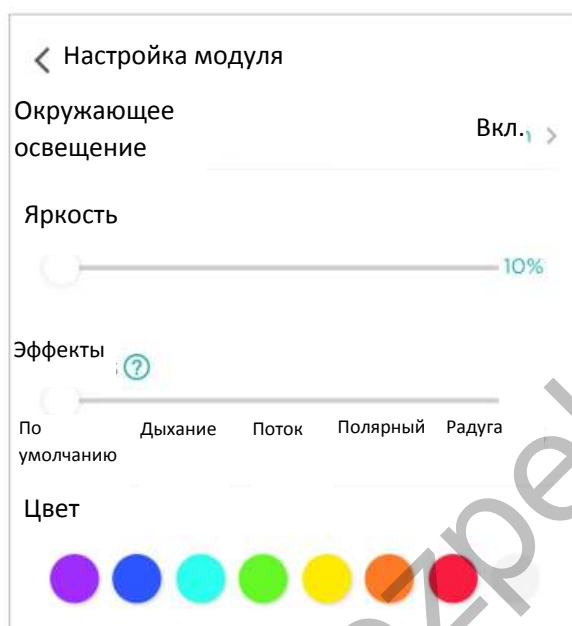 Настройка модуля
Окружающее
освещение
Вкл.
Яркость
10%
Эффекты
?
По
умолчанию
Дыхание
Поток
Полярный
Радуга
Цвет